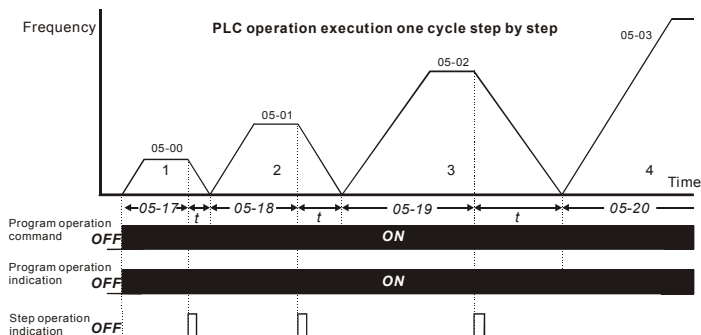 Frequency
PLC operation execution one cycle step by step
05-03
05-02
05-01
05-00
1
2
3
4
Time
05-17
t
05-18
t
05-19
t
05-20
Program operation
command
OFF
ON
Program operation
indication
OFF
ON
Step operation
indication
OFF